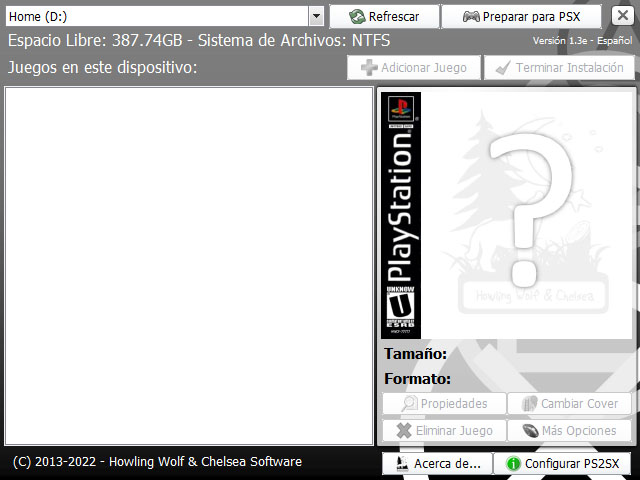 Home (D:)
Refrescar
Preparar para PSX
Espacio Libre: 387.74GB - Sistema de Archivos: NTFS
Versión 1.3e - Español
Juegos en este dispositivo:
Adicionar Juego
Terminar Instalación
PlayStation
PlayStation.
UNKNOW
U
ESRB
Howling Wolf & Chelsea
Tamaño:
Formato:
Propiedades
Cambiar Cover
Eliminar Juego
Más Opciones
(C) 2013-2022 - Howling Wolf & Chelsea Software
Acerca de...
Configurar PS2SX